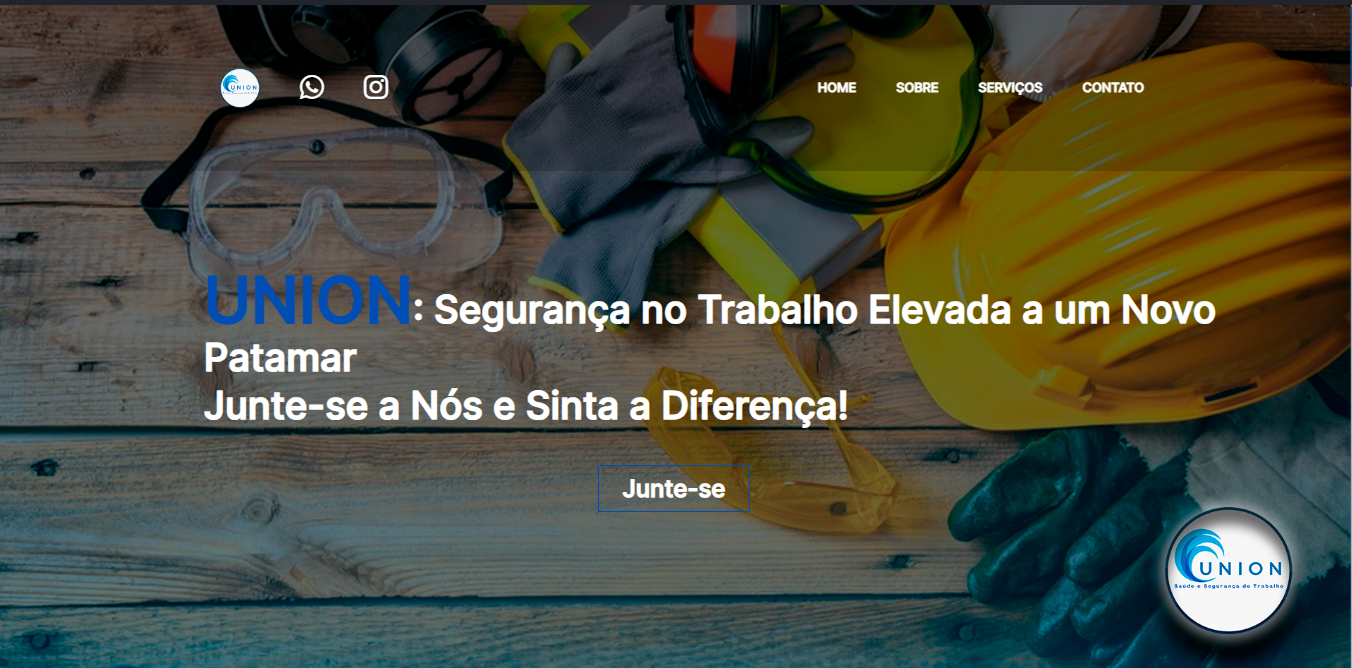 UNION
HOME SOBRE SERVIÇOS CONTATO
UNION: Segurança no Trabalho Elevada a um Novo
Patamar
Junte-se a Nós e Sinta a Diferença!
Junte-se
UNION
Saúde e Segurança do Trabalho